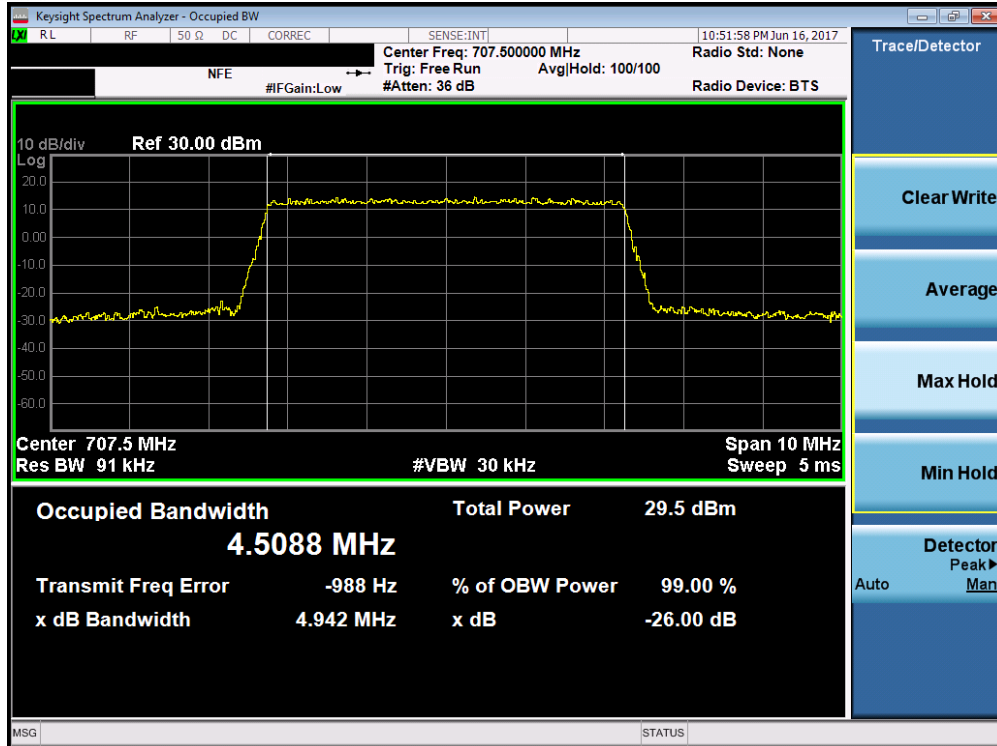 Keysight Spectrum Analyzer - Occupied BW
LXI RL RF 50 Ω DC CORREC SENSE:INT 10:51:58 PM Jun 16, 2017
Center Freq: 707.500000 MHz Radio Std: None
NFE Trig: Free Run Avg|Hold: 100/100
#IFGain:Low #Atten: 36 dB Radio Device: BTS
10 dB/div Ref 30.00 dBm
Log
20.0
10.0
0.00
-10.0
-20.0
-30.0
-40.0
-50.0
-60.0
Center 707.5 MHz Span 10 MHz
Res BW 91 kHz #VBW 30 kHz Sweep 5 ms
Occupied Bandwidth Total Power 29.5 dBm
4.5088 MHz
Transmit Freq Error -988 Hz % of OBW Power 99.00 %
x dB Bandwidth 4.942 MHz x dB -26.00 dB
MSG STATUS
Trace/Detector
Clear Write
Average
Max Hold
Min Hold
Detector
Peak▶
Auto Man